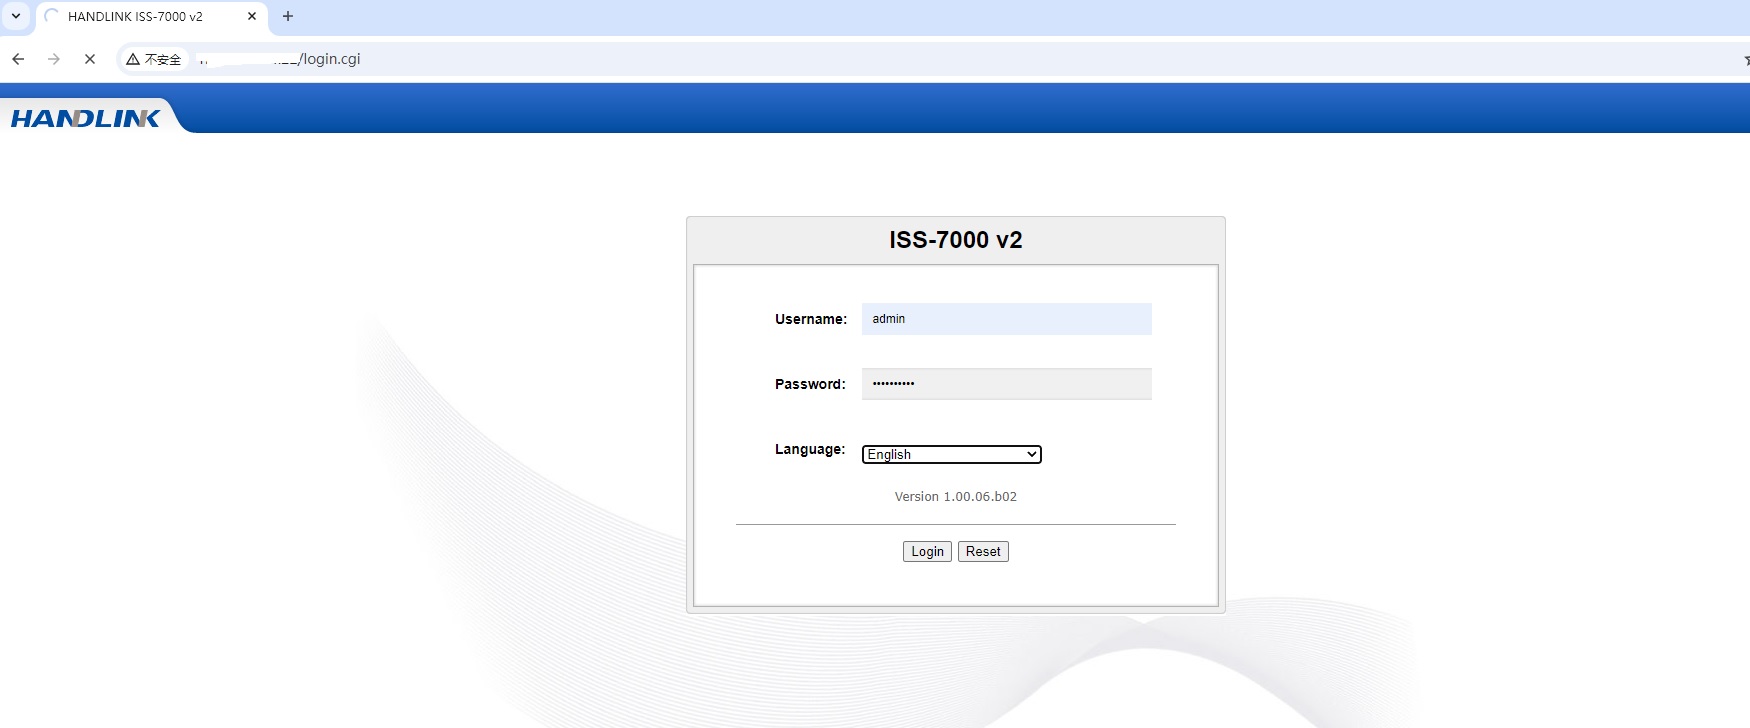 HANDLINK ISS-7000 v2
不安全
/login.cgi
HANDLINK
ISS-7000 v2
Username: admin
Password: ••••••••••
Language: English
Version 1.00.06.b02
Login Reset